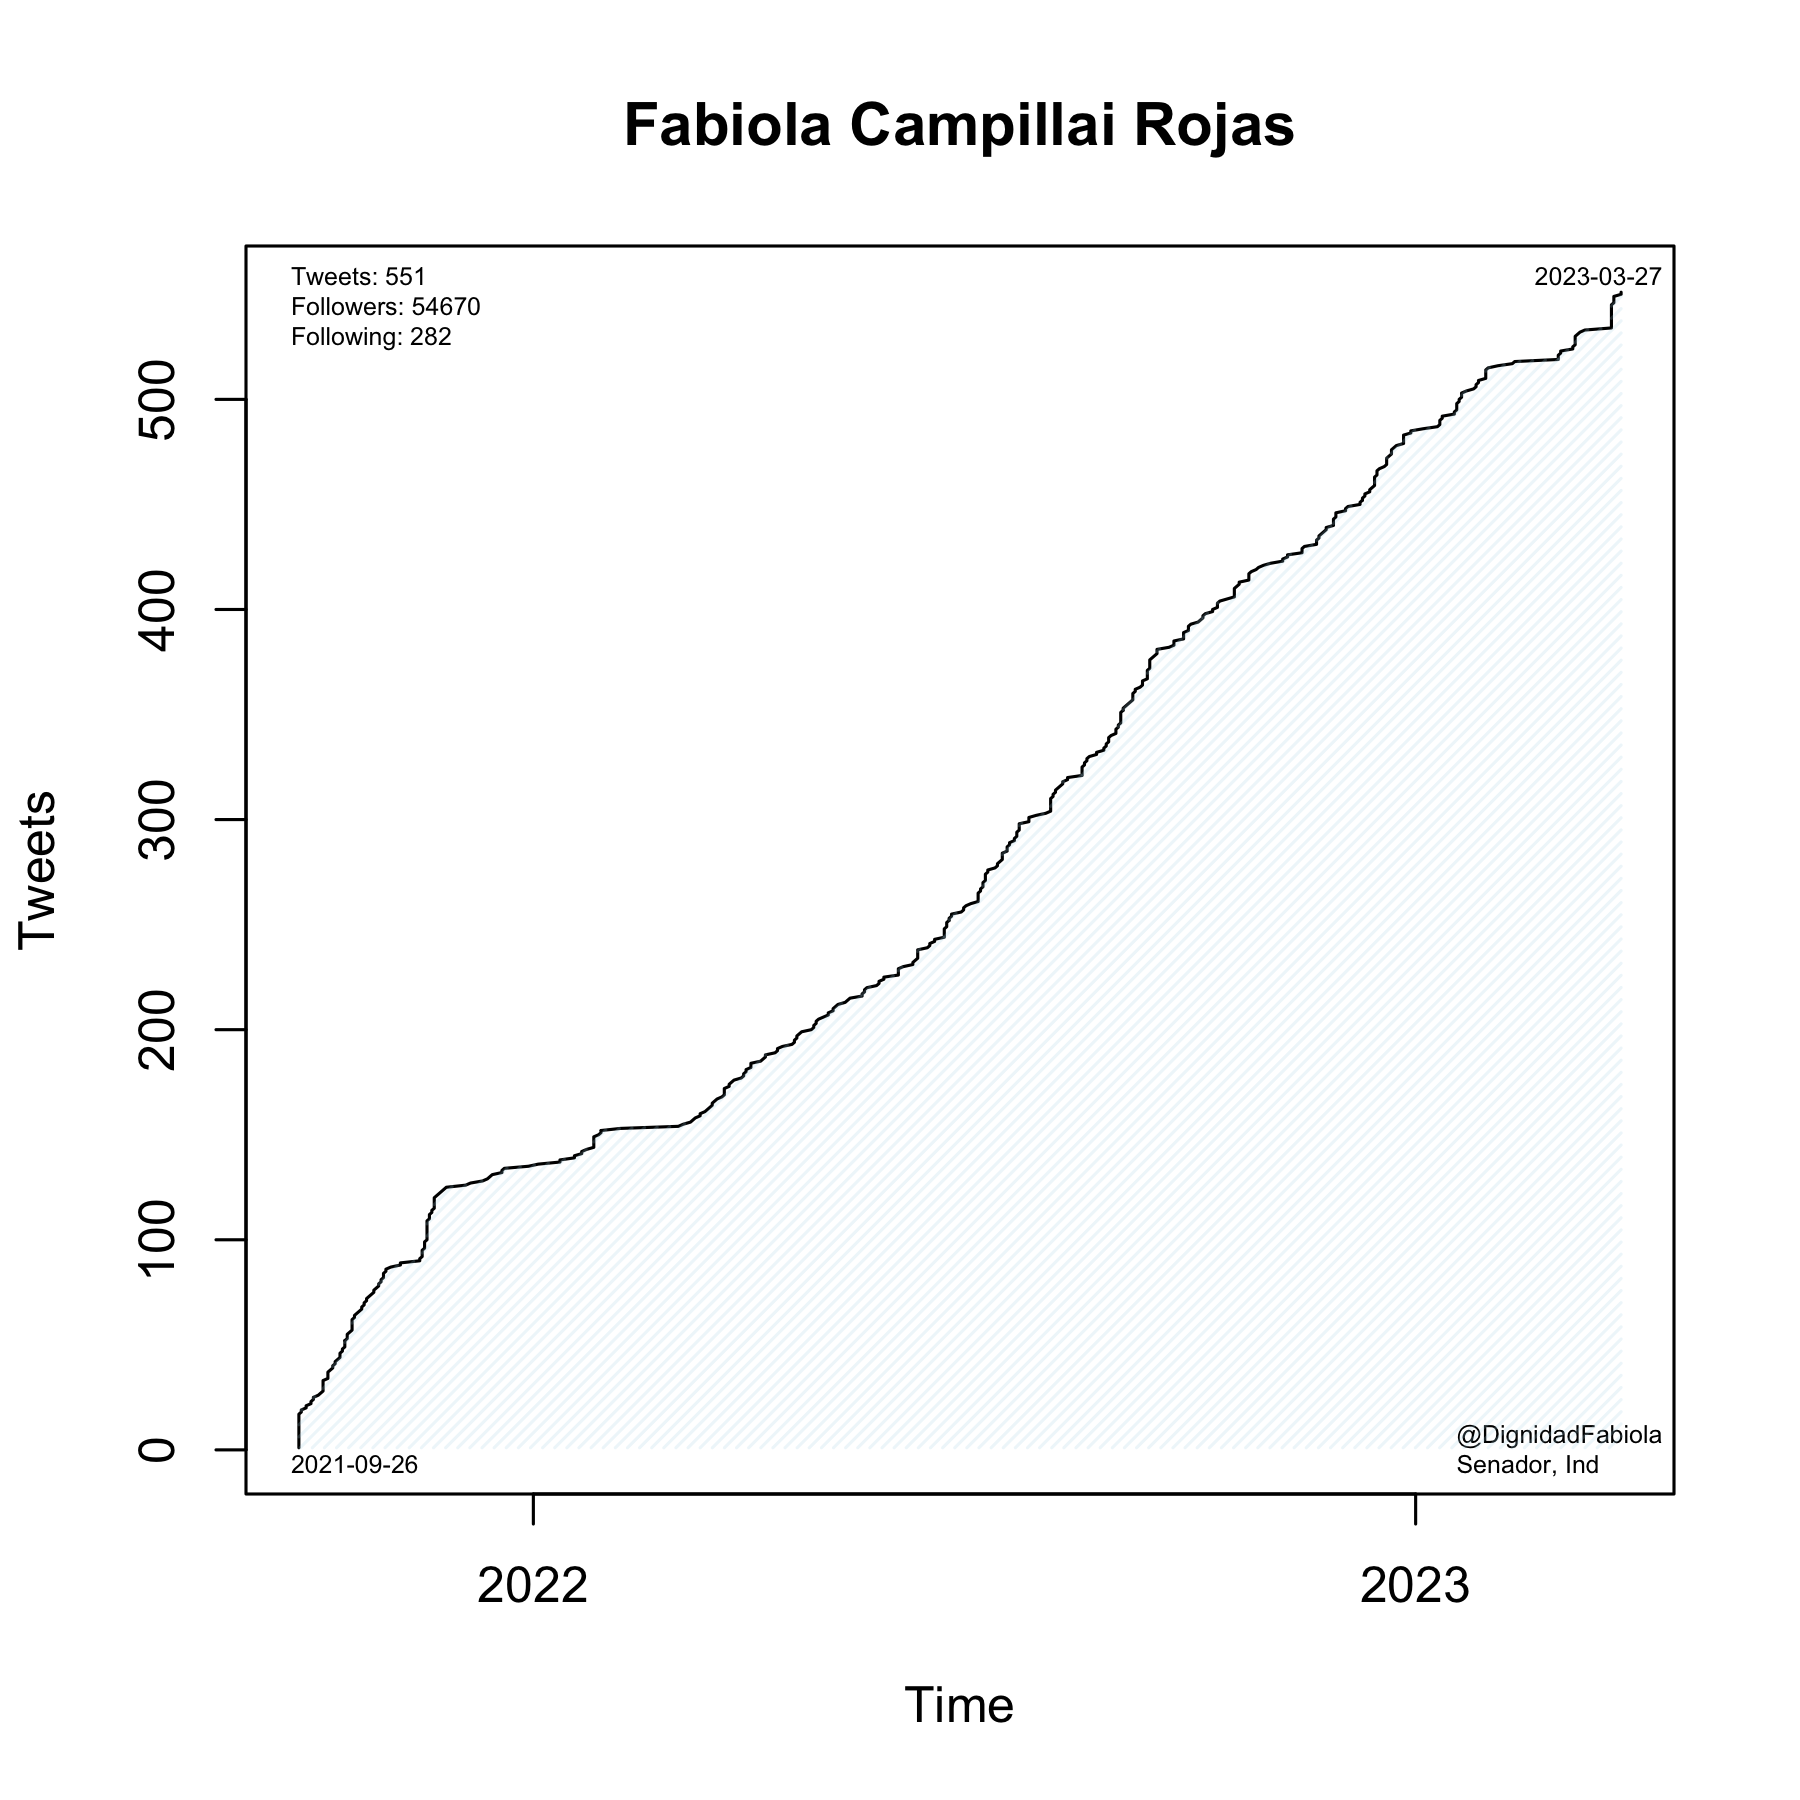 Fabiola Campillai Rojas
Tweets: 551
Followers: 54670
Following: 282
2023-03-27
Tweets
500
400
300
200
100
0
2021-09-26
@DignidadFabiola
Senador, Ind
2022
2023
Time